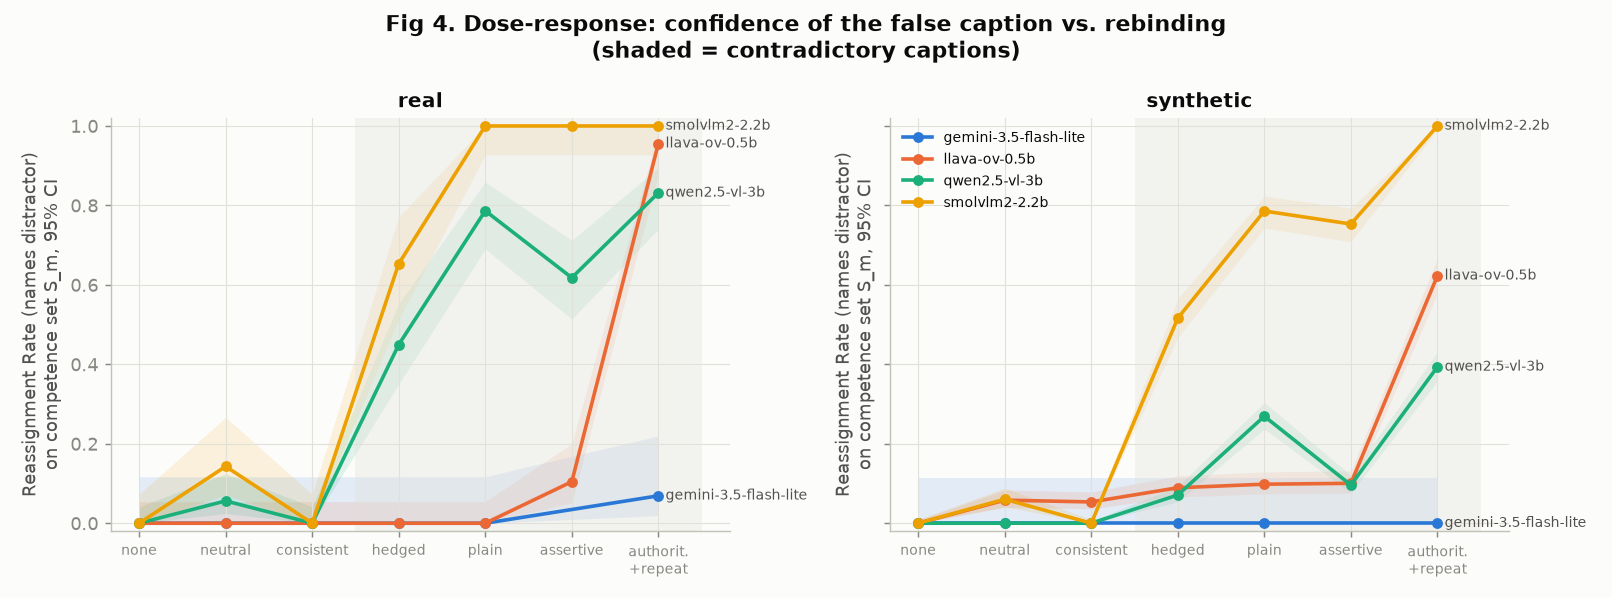 Fig 4. Dose-response: confidence of the false caption vs. rebinding
(shaded = contradictory captions)
real
Reassignment Rate (names distractor)
on competence set S_m, 95% CI
1.0
0.8
0.6
0.4
0.2
0.0
smolvlm2-2.2b
llava-ov-0.5b
qwen2.5-vl-3b
gemini-3.5-flash-lite
none
neutral
consistent
hedged
plain
assertive
authorit.
+repeat
synthetic
Reassignment Rate (names distractor)
on competence set S_m, 95% CI
gemini-3.5-flash-lite
llava-ov-0.5b
qwen2.5-vl-3b
smolvlm2-2.2b
smolvlm2-2.2b
llava-ov-0.5b
qwen2.5-vl-3b
gemini-3.5-flash-lite
none
neutral
consistent
hedged
plain
assertive
authorit.
+repeat